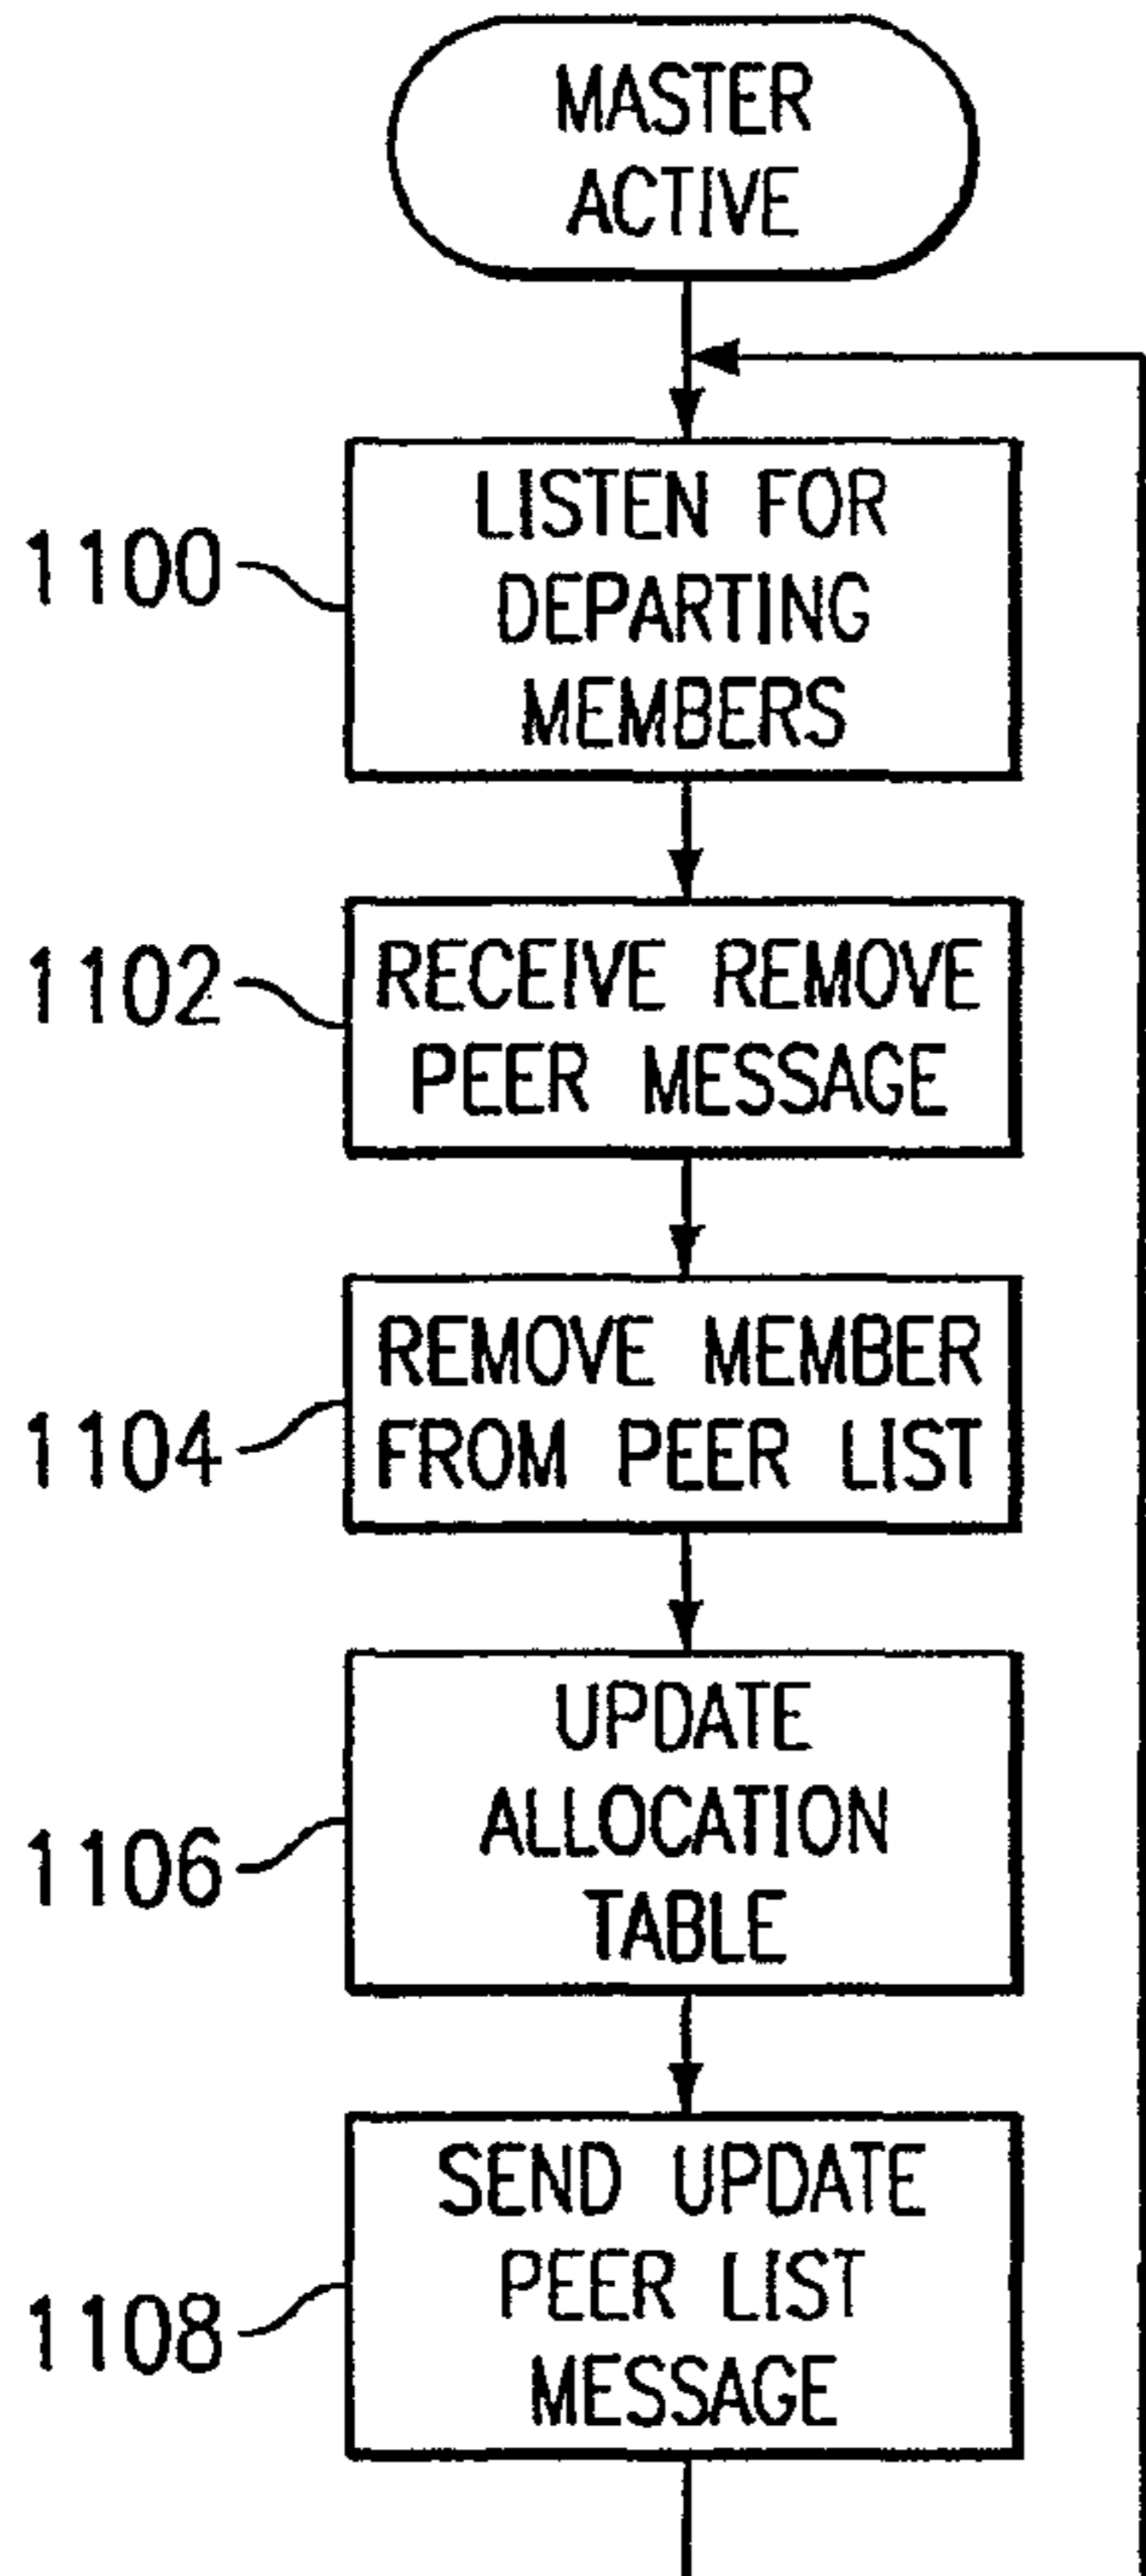 MASTER
ACTIVE
1100
LISTEN FOR
DEPARTING
MEMBERS
1102
RECEIVE REMOVE
PEER MESSAGE
1104
REMOVE MEMBER
FROM PEER LIST
1106
UPDATE
ALLOCATION
TABLE
1108
SEND UPDATE
PEER LIST
MESSAGE